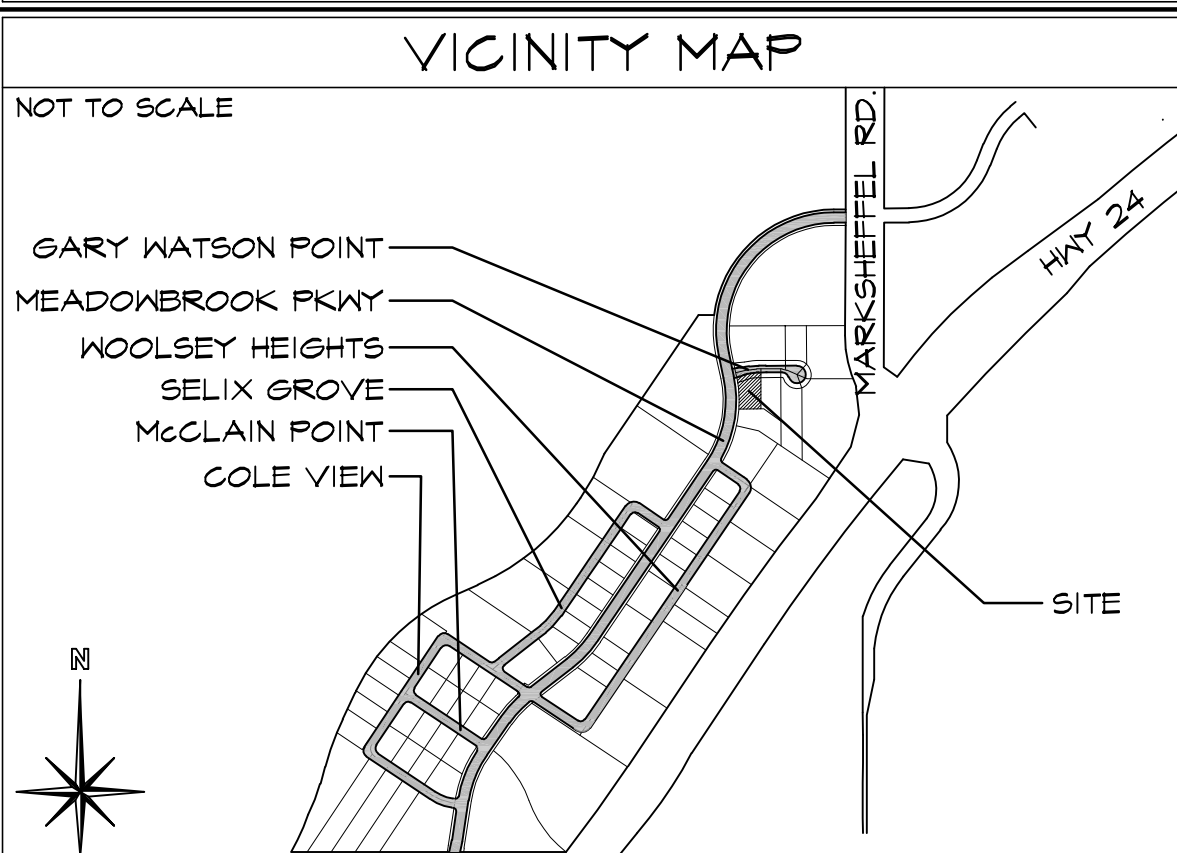 VICINITY MAP
NOT TO SCALE
MARKSHEFFEL RD.
HWY 24
GARY WATSON POINT
MEADOWBROOK PKWY
WOOLSEY HEIGHTS
SELIX GROVE
McCLAIN POINT
COLE VIEW
SITE
N